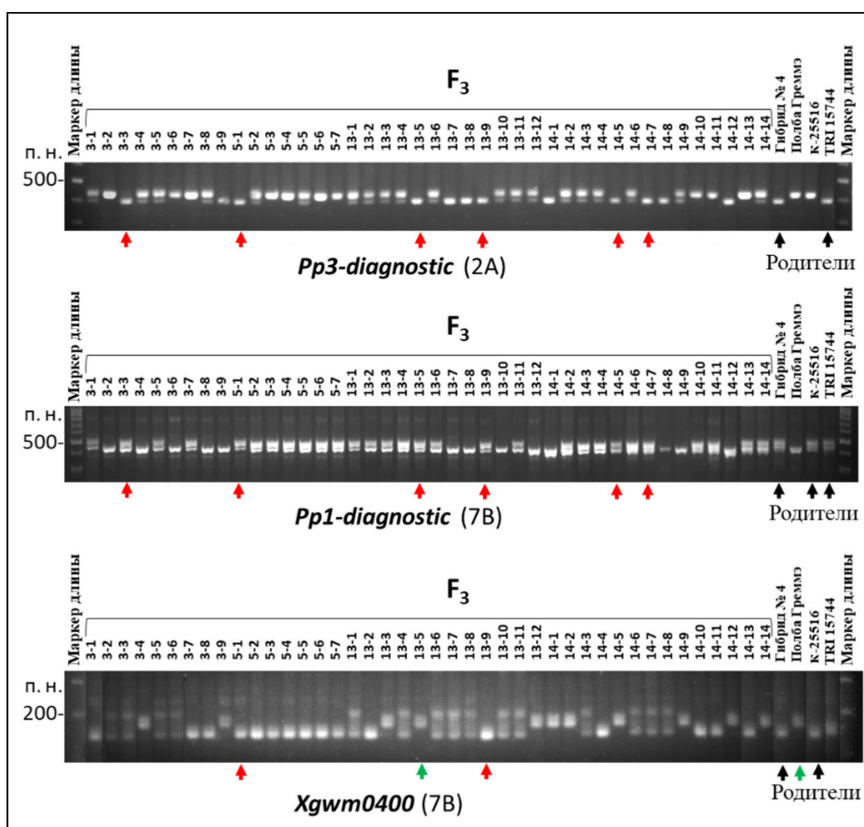 F3
Маркер длины 3-1 3-2 3-3 3-4 3-5 3-6 3-7 3-8 3-9 5-1 5-2 5-3 5-4 5-5 5-6 5-7 13-1 13-2 13-3 13-4 13-5 13-6 13-7 13-8 13-9 13-10 13-11 13-12 14-1 14-2 14-3 14-4 14-5 14-6 14-7 14-8 14-9 14-10 14-11 14-12 14-13 14-14 Гибрид № 4 Полба Греммэ к-25516 TRI 15744 Маркер длины
п. н.
500-
Родители
Pp3-diagnostic (2A)
F3
Маркер длины 3-1 3-2 3-3 3-4 3-5 3-6 3-7 3-8 3-9 5-1 5-2 5-3 5-4 5-5 5-6 5-7 13-1 13-2 13-3 13-4 13-5 13-6 13-7 13-8 13-9 13-10 13-11 13-12 14-1 14-2 14-3 14-4 14-5 14-6 14-7 14-8 14-9 14-10 14-11 14-12 14-13 14-14 Гибрид № 4 Полба Греммэ к-25516 TRI 15744 Маркер длины
п. н.
500-
Родители
Pp1-diagnostic (7B)
F3
Маркер длины 3-1 3-2 3-3 3-4 3-5 3-6 3-7 3-8 3-9 5-1 5-2 5-3 5-4 5-5 5-6 5-7 13-1 13-2 13-3 13-4 13-5 13-6 13-7 13-8 13-9 13-10 13-11 13-12 14-1 14-2 14-3 14-4 14-5 14-6 14-7 14-8 14-9 14-10 14-11 14-12 14-13 14-14 Гибрид № 4 Полба Греммэ к-25516 TRI 15744 Маркер длины
п. н.
200-
Родители
Xgwm0400 (7B)